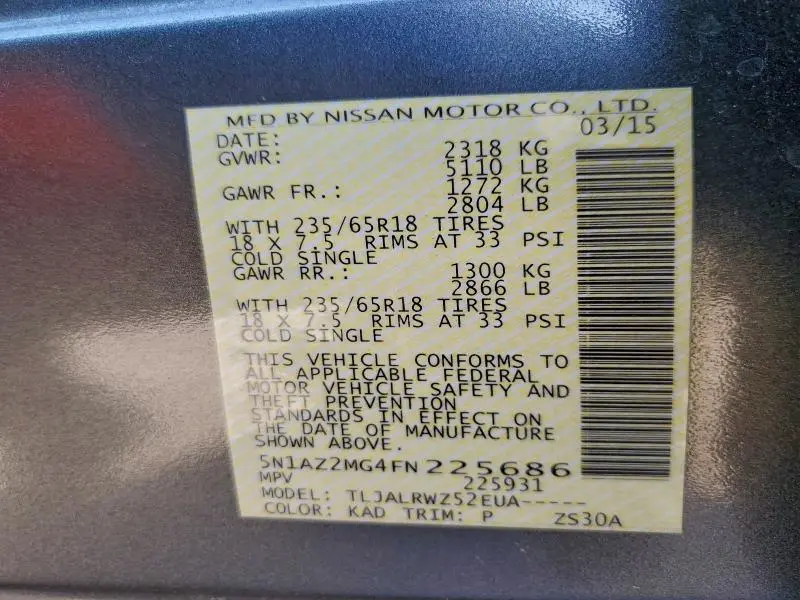 MFD BY NISSAN MOTOR CO., LTD.
DATE: 03/15
GVWR: 2318 KG
5110 LB
GAWR FR.: 1272 KG
2804 LB
WITH 235/65R18 TIRES
18 X 7.5 RIMS AT 33 PSI
COLD SINGLE
GAWR RR.: 1300 KG
2866 LB
WITH 235/65R18 TIRES
18 X 7.5 RIMS AT 33 PSI
COLD SINGLE
THIS VEHICLE CONFORMS TO
ALL APPLICABLE FEDERAL
MOTOR VEHICLE SAFETY AND
THEFT PREVENTION
STANDARDS IN EFFECT ON
THE DATE OF MANUFACTURE
SHOWN ABOVE.
5N1AZ2MG4FN225686
MPV 225931
MODEL: TLJALRWZ52EUA-----
COLOR: KAD TRIM: P ZS30A